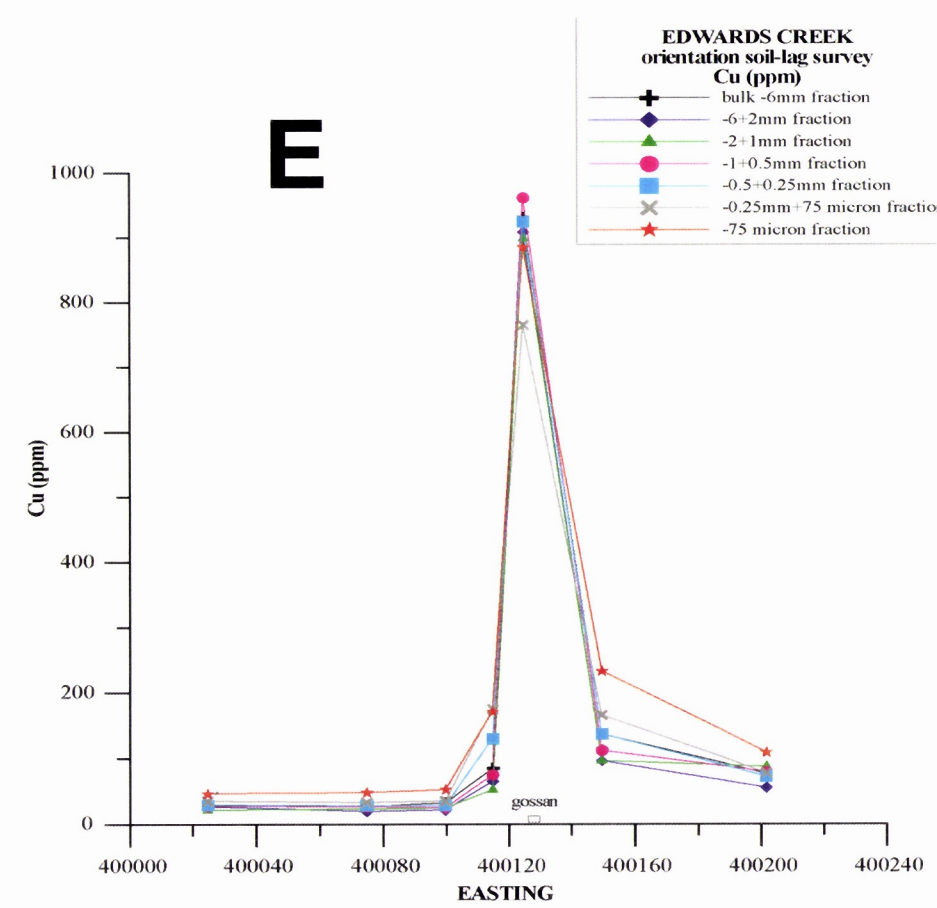 EDWARDS CREEK
orientation soil-lag survey
Cu (ppm)
bulk -6mm fraction
-6+2mm fraction
-2+1mm fraction
-1+0.5mm fraction
-0.5+0.25mm fraction
-0.25mm+75 micron fractio
-75 micron fraction
E
1000
800
600
400
200
0
Cu (ppm)
gossan
400000
400040
400080
400120
400160
400200
400240
EASTING